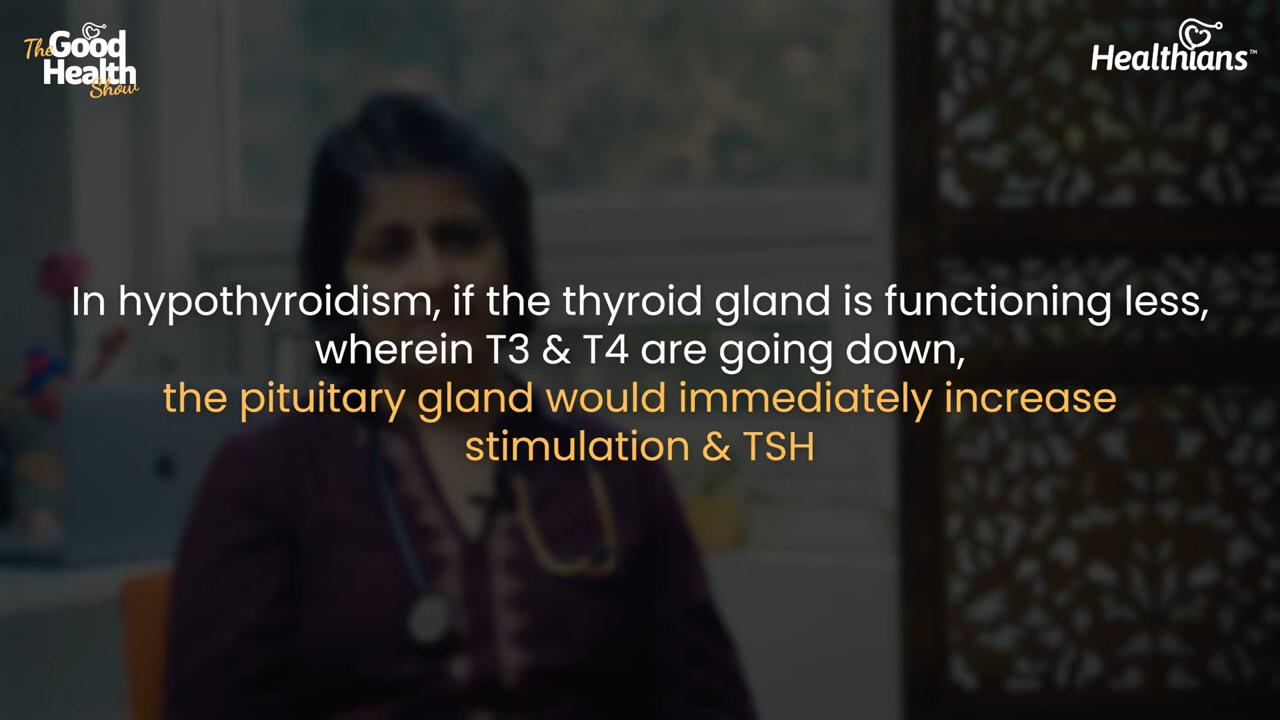 The Good Health Show
Healthians™
In hypothyroidism, if the thyroid gland is functioning less,
wherein T3 & T4 are going down,
the pituitary gland would immediately increase
stimulation & TSH